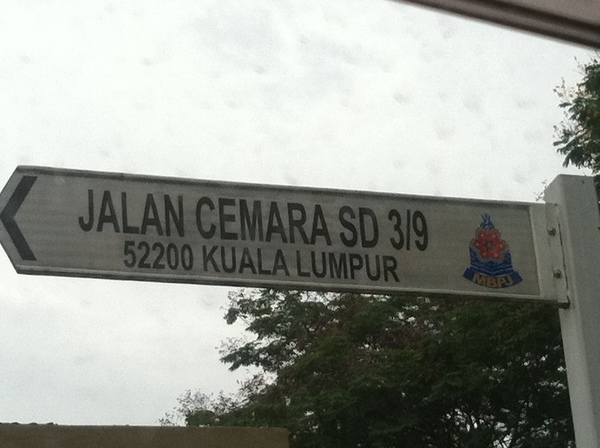 JALAN CEMARA SD 3/9
52200 KUALA LUMPUR
MBPJ